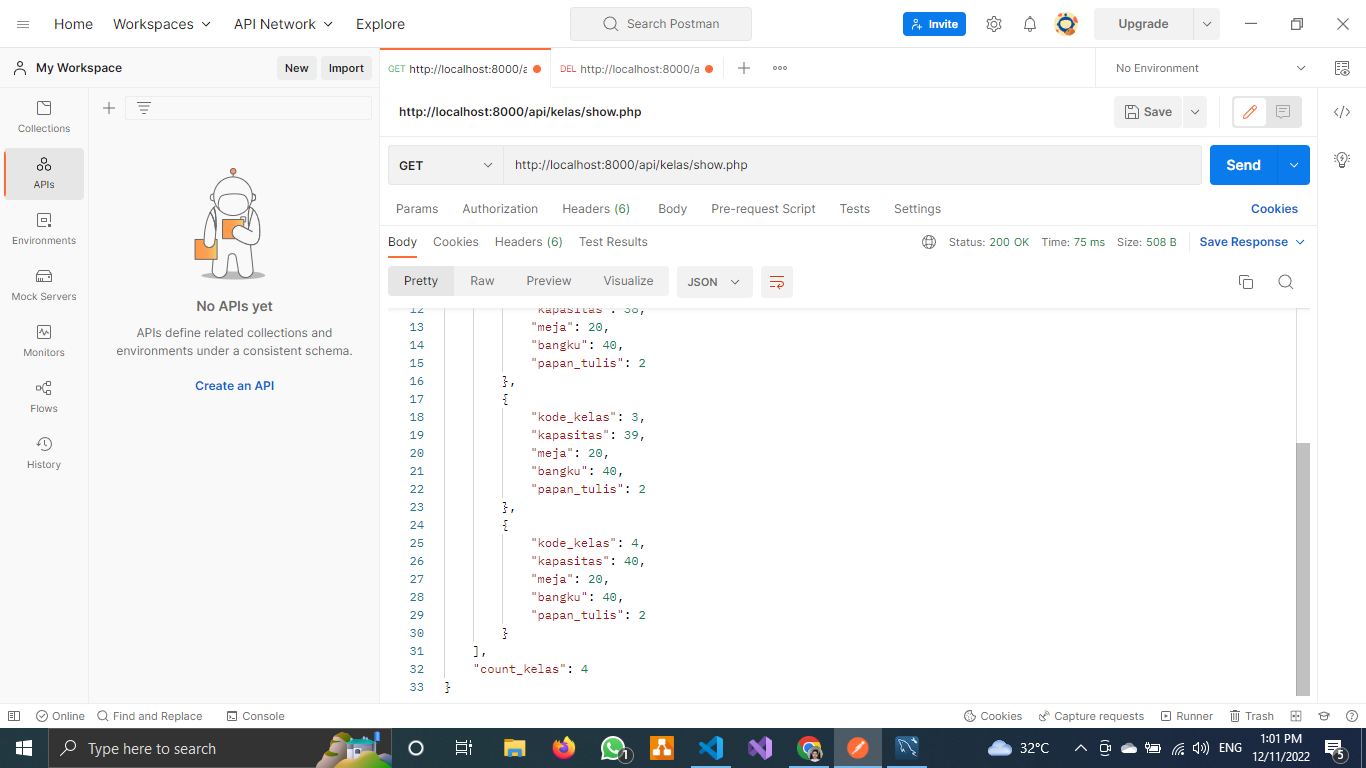 Home Workspaces API Network Explore Search Postman Invite Upgrade
My Workspace New Import GET http://localhost:8000/a DEL http://localhost:8000/a No Environment
Collections
APIs
Environments
Mock Servers
Monitors
Flows
History
No APIs yet
APIs define related collections and
environments under a consistent schema.
Create an API
http://localhost:8000/api/kelas/show.php Save
GET http://localhost:8000/api/kelas/show.php Send
Params Authorization Headers (6) Body Pre-request Script Tests Settings Cookies
Body Cookies Headers (6) Test Results Status: 200 OK Time: 75 ms Size: 508 B Save Response
Pretty Raw Preview Visualize JSON
12 "kapasitas": 38,
13 "meja": 20,
14 "bangku": 40,
15 "papan_tulis": 2
16 },
17 {
18 "kode_kelas": 3,
19 "kapasitas": 39,
20 "meja": 20,
21 "bangku": 40,
22 "papan_tulis": 2
23 },
24 {
25 "kode_kelas": 4,
26 "kapasitas": 40,
27 "meja": 20,
28 "bangku": 40,
29 "papan_tulis": 2
30 }
31 ],
32 "count_kelas": 4
33 }
Online Find and Replace Console Cookies Capture requests Runner Trash
Type here to search 1 32°C ENG 1:01 PM
12/11/2022 5